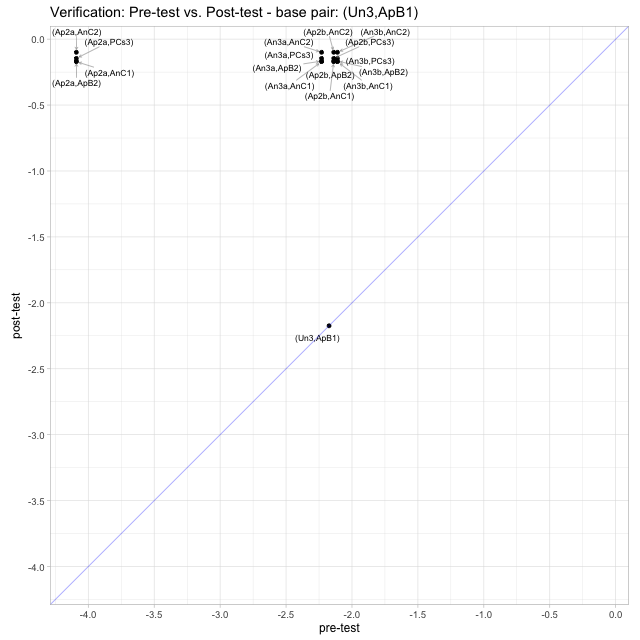 Verification: Pre-test vs. Post-test - base pair: (Un3,ApB1)
0.0
-0.5
-1.0
-1.5
-2.0
-2.5
-3.0
-3.5
-4.0
post-test
(Ap2a,AnC2)
(Ap2a,PCs3)
(Ap2a,AnC1)
(Ap2a,ApB2)
(Ap2b,AnC2)
(An3b,AnC2)
(An3a,AnC2)
(Ap2b,PCs3)
(An3a,PCs3)
(An3b,PCs3)
(An3a,ApB2)
(Ap2b,ApB2)
(An3b,ApB2)
(An3a,AnC1)
(An3b,AnC1)
(Ap2b,AnC1)
(Un3,ApB1)
-4.0 -3.5 -3.0 -2.5 -2.0 -1.5 -1.0 -0.5 0.0
pre-test